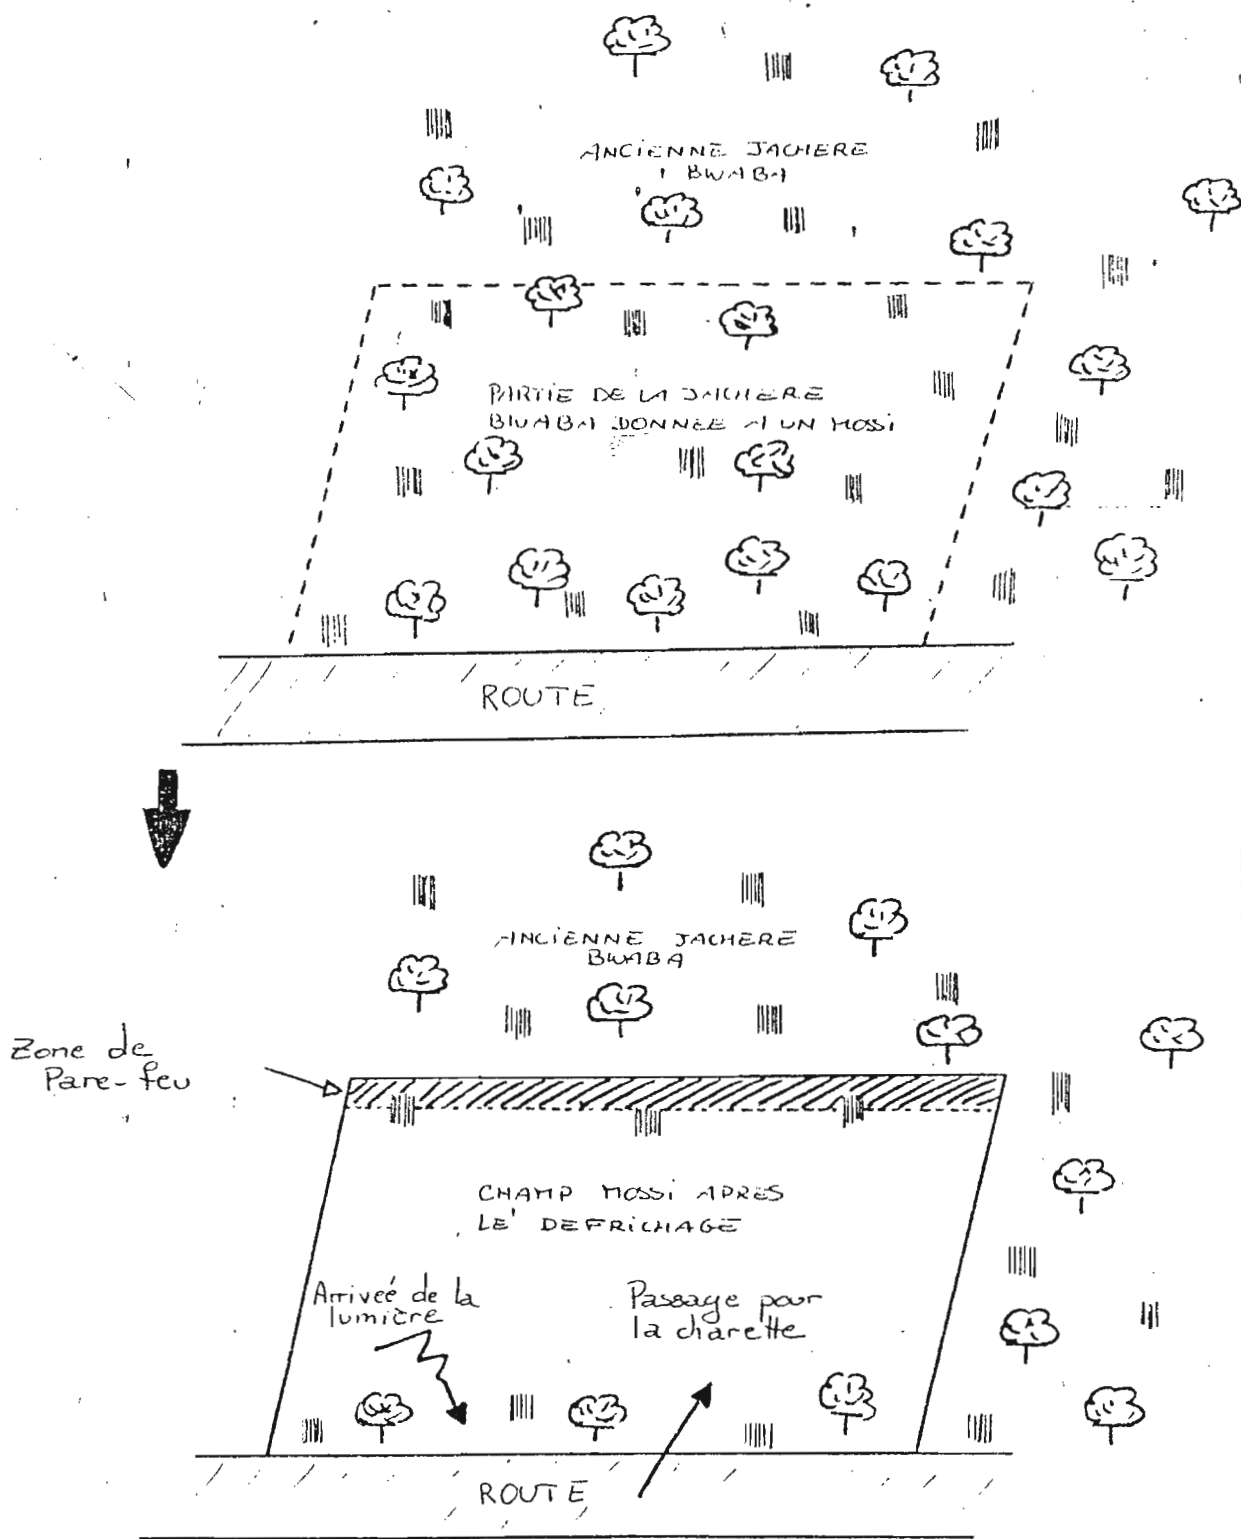 ANCIENNE JACHERE
BWABA
PARTIE DE LA JACHERE
BWABA DONNEE A UN MOSSI
ROUTE
ANCIENNE JACHERE
BWABA
Zone de
Pare-feu
CHAMP MOSSI APRES
LE' DEFRICHAGE
Arriveé de la
lumière
Passage pour
la charette
ROUTE